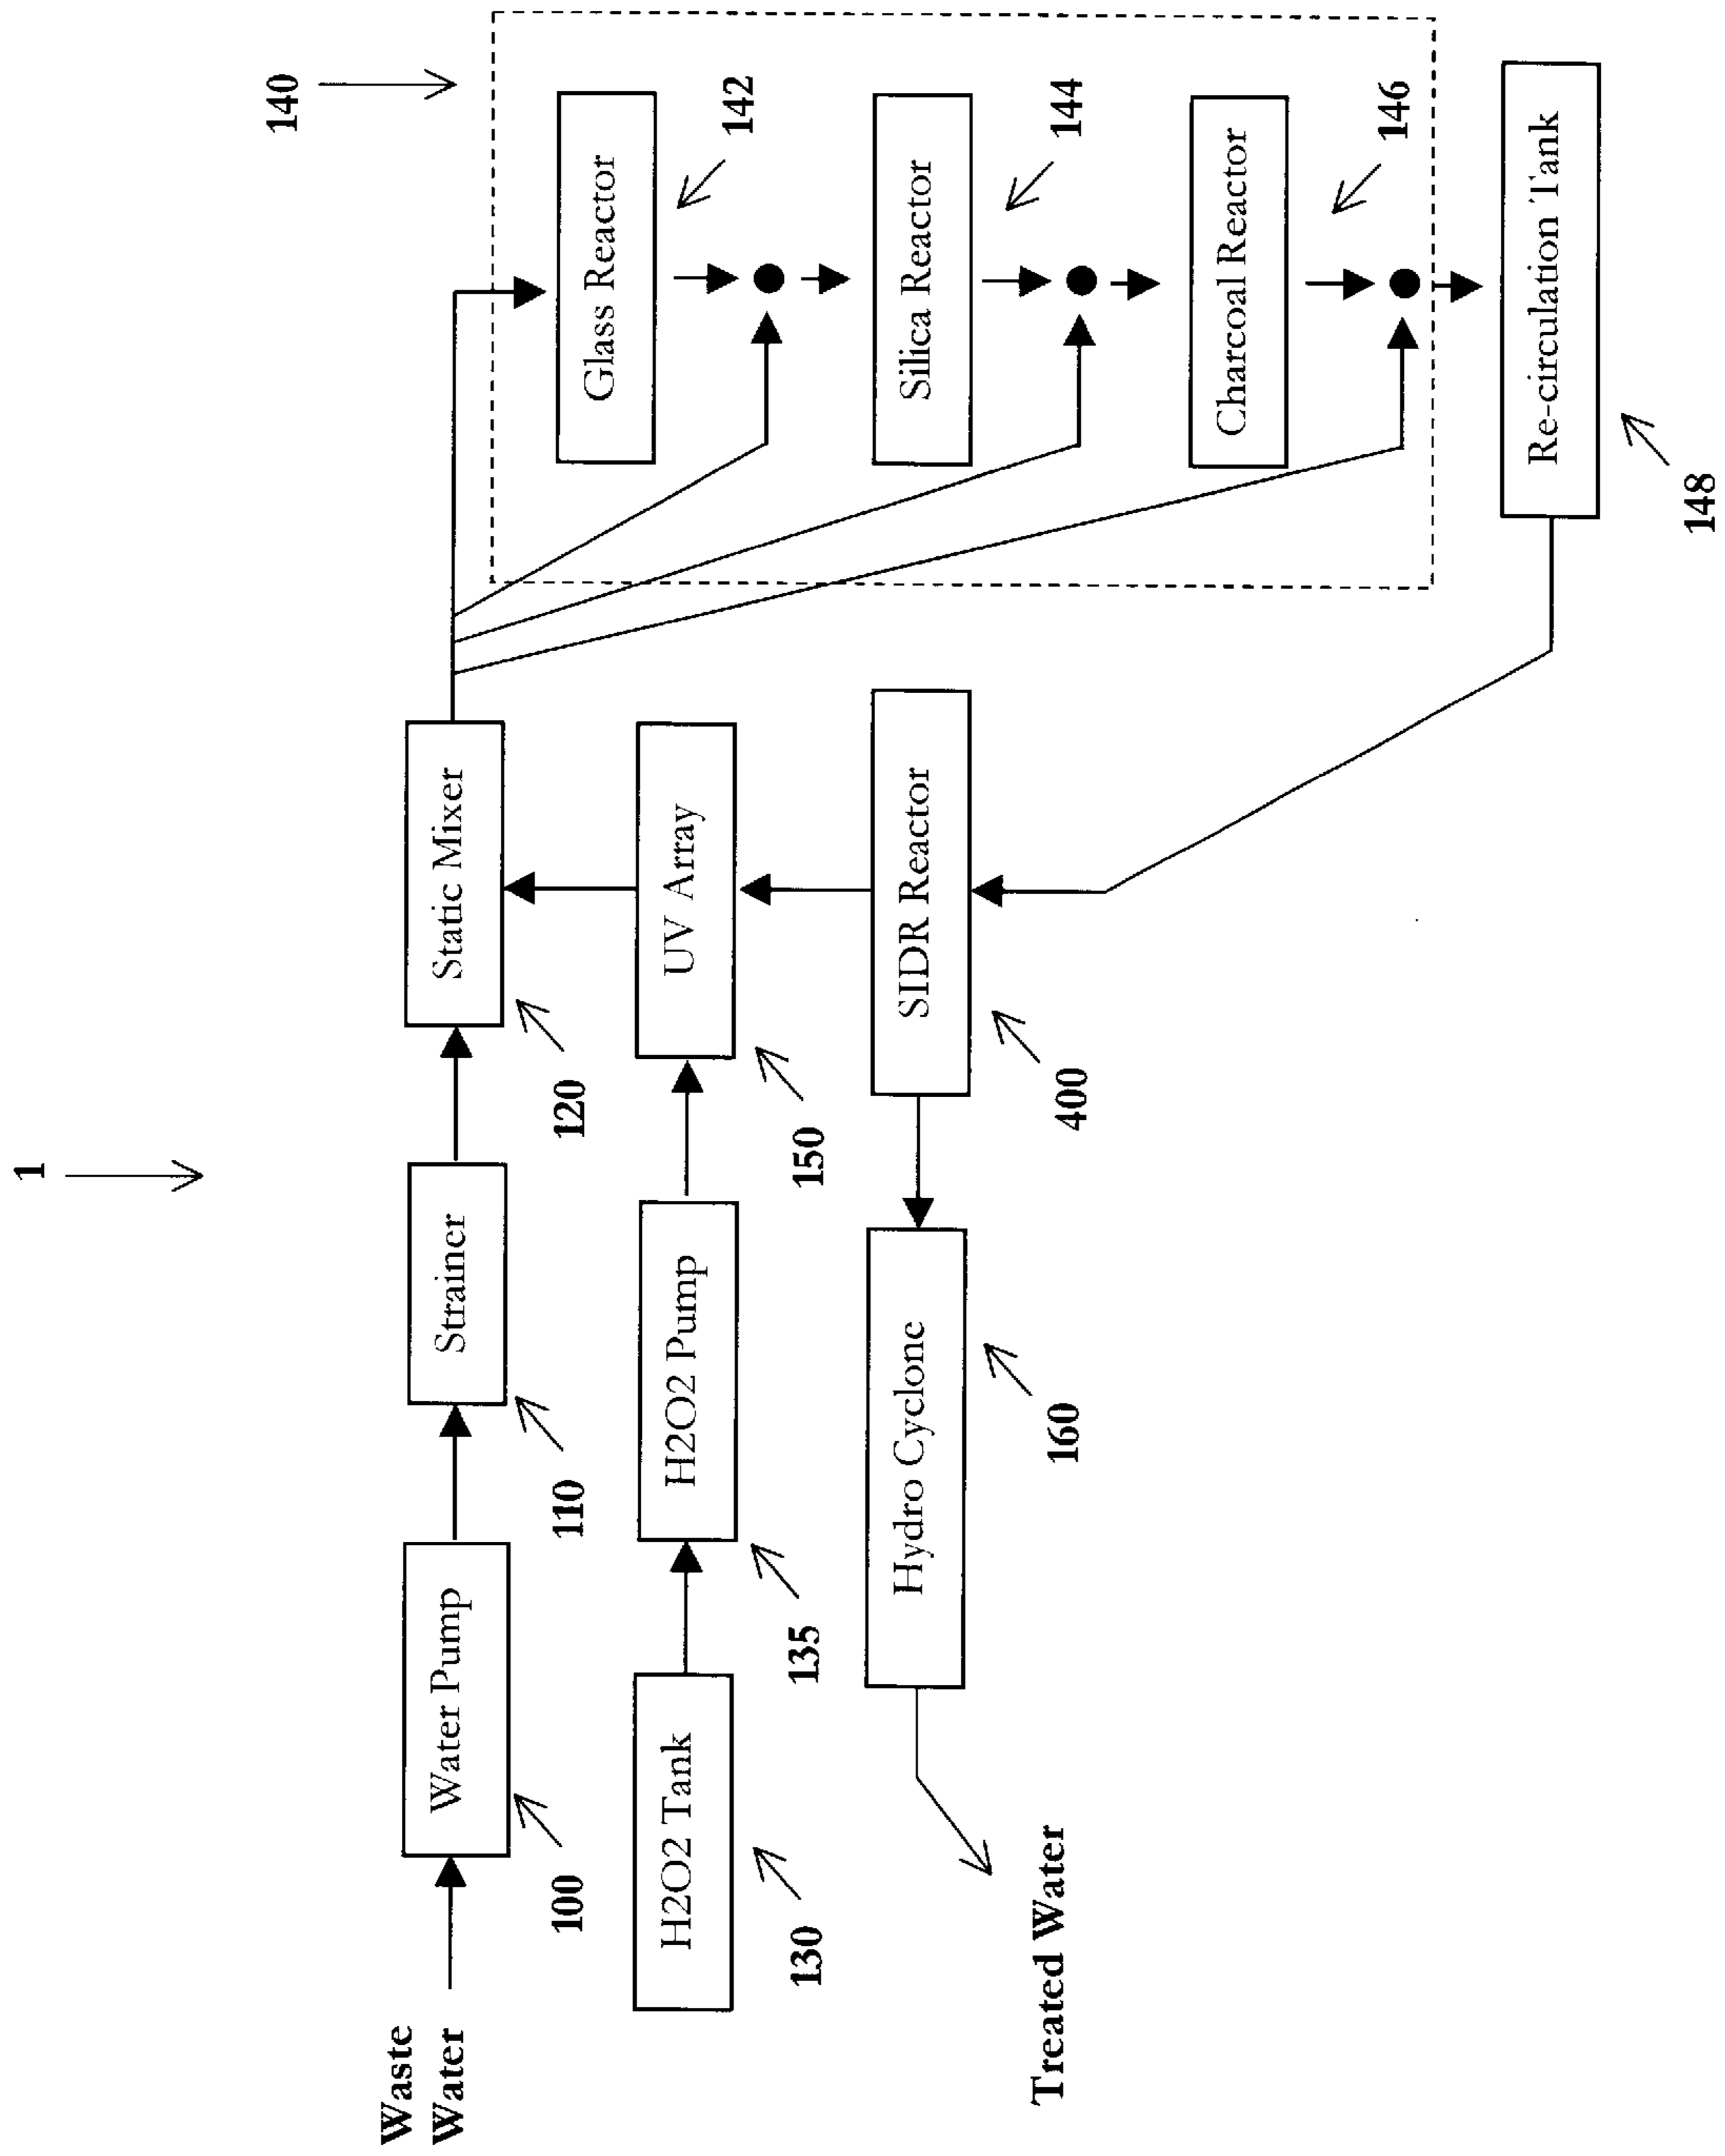 1
140
Waste
Water
Water Pump
100
Strainer
110
Static Mixer
120
H2O2 Tank
130
H2O2 Pump
135
UV Array
150
Glass Reactor
142
Silica Reactor
144
Charcoal Reactor
146
Re-circulation Tank
148
SIDR Reactor
400
Hydro Cyclone
160
Treated Water